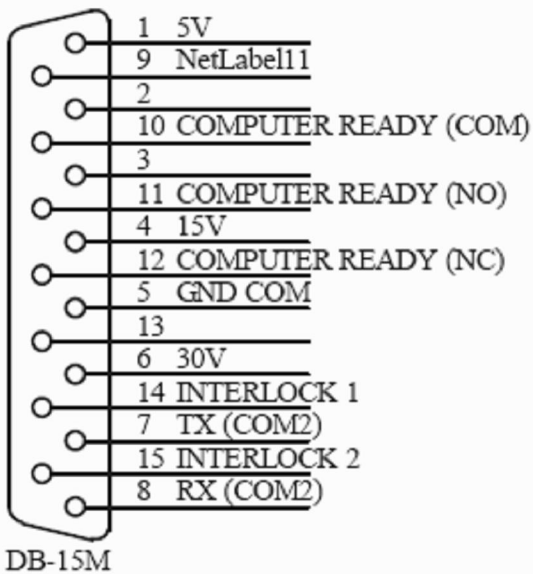 1 5V
9 NetLabel11
2
10 COMPUTER READY (COM)
3
11 COMPUTER READY (NO)
4 15V
12 COMPUTER READY (NC)
5 GND COM
13
6 30V
14 INTERLOCK 1
7 TX (COM2)
15 INTERLOCK 2
8 RX (COM2)
DB-15M